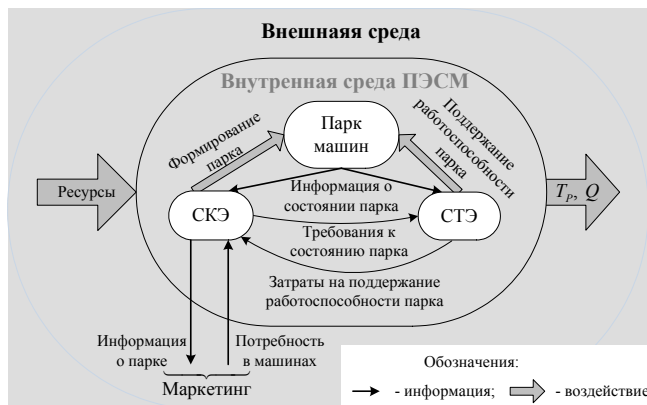 Внешнаяя среда
Внутренная среда ПЭСМ
Формирование
парка
Парк
машин
Поддержание
работоспособности
парка
Ресурсы
Информация о
состоянии парка
T_P, Q
СКЭ
СТЭ
Требования к
состоянию парка
Затраты на поддержание
работоспособности парка
Информация
о парке
Потребность
в машинах
Маркетинг
Обозначения:
- информация;
- воздействие